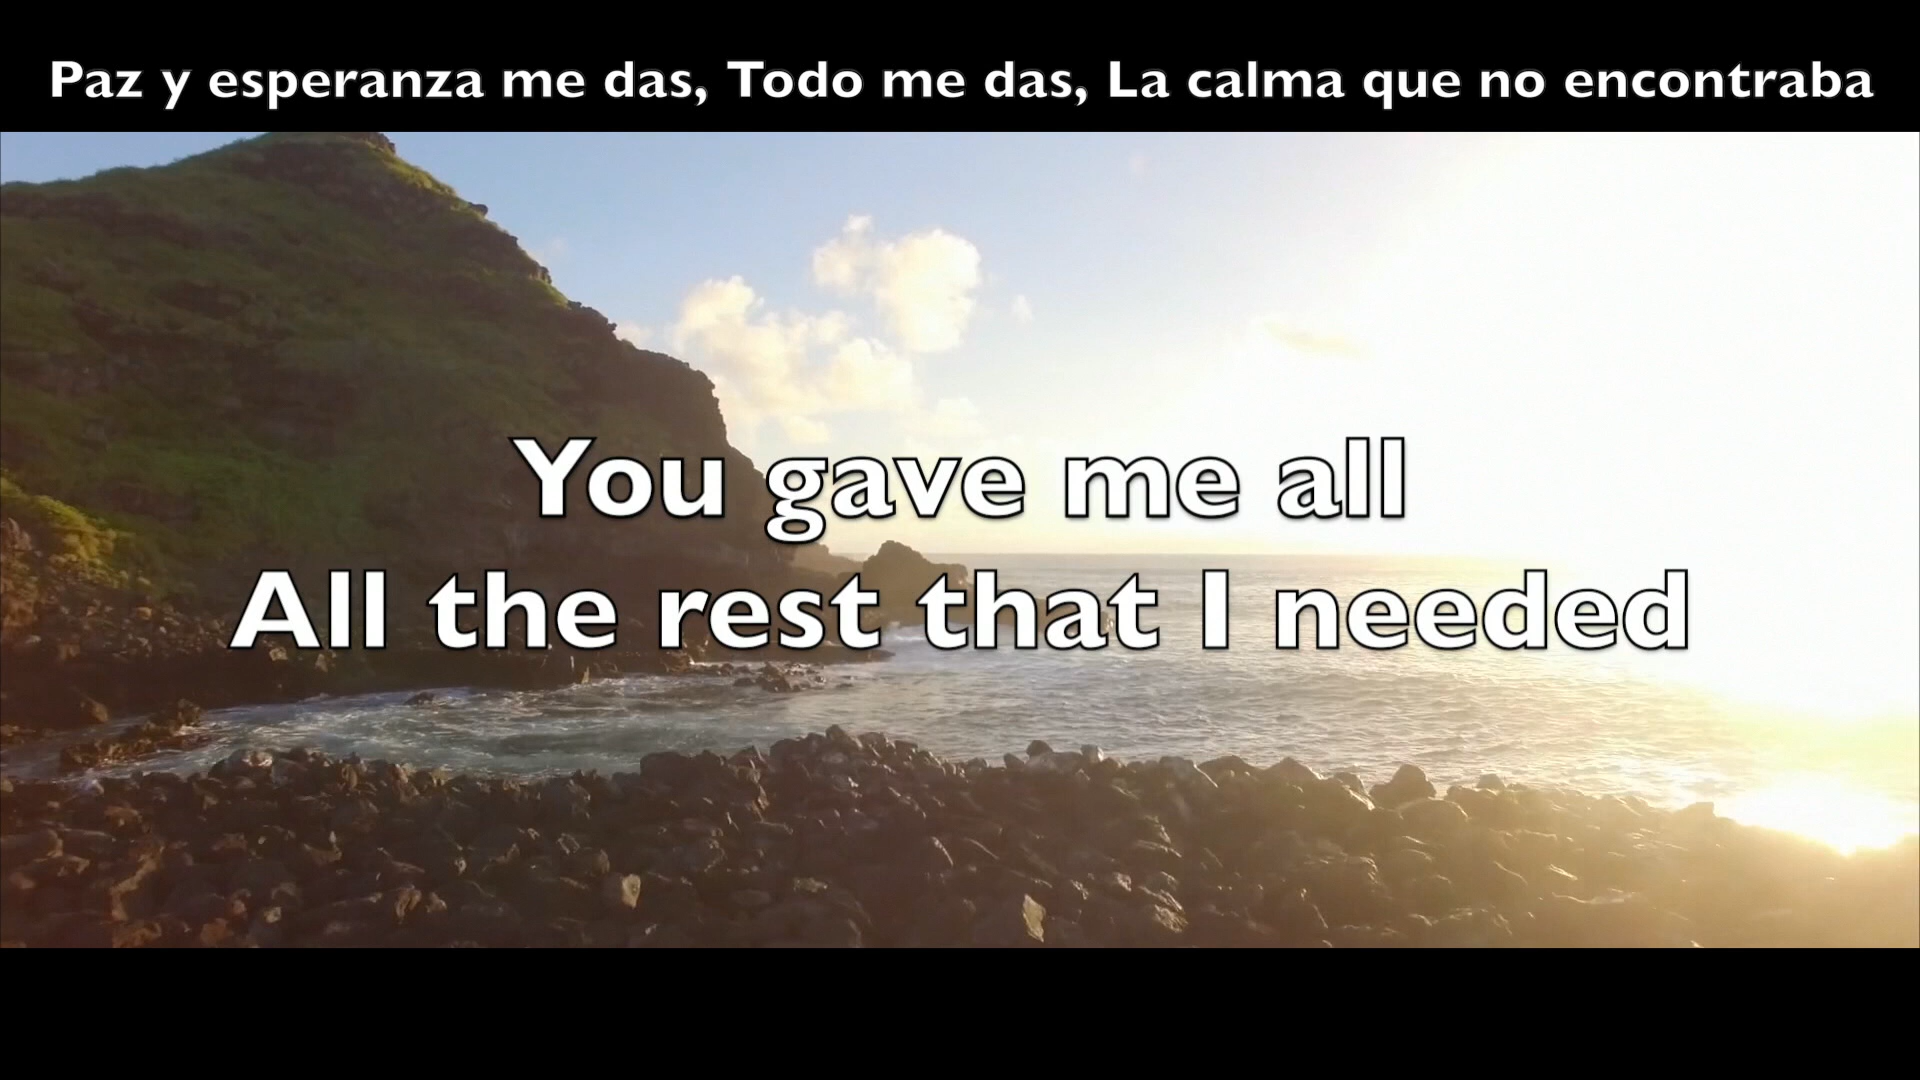 Paz y esperanza me das, Todo me das, La calma que no encontraba
You gave me all
All the rest that I needed